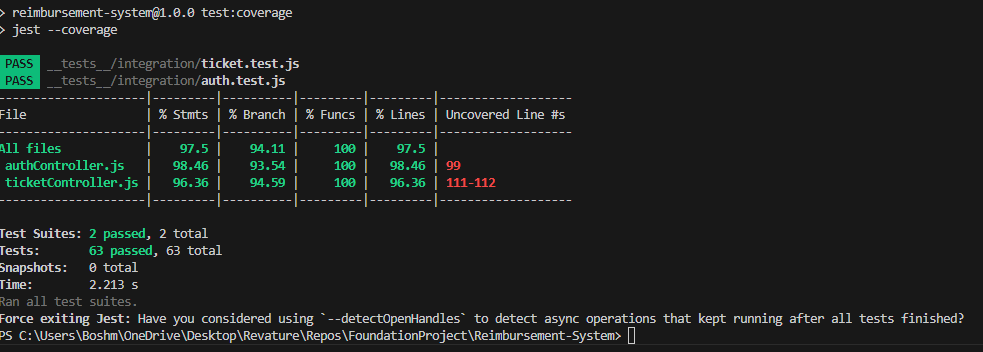 > reimbursement-system@1.0.0 test:coverage
> jest --coverage
PASS __tests__/integration/ticket.test.js
PASS __tests__/integration/auth.test.js
---------------------|---------|----------|---------|---------|-------------------
File                 | % Stmts | % Branch | % Funcs | % Lines | Uncovered Line #s
---------------------|---------|----------|---------|---------|-------------------
All files            |    97.5 |    94.11 |     100 |    97.5 |
 authController.js   |   98.46 |    93.54 |     100 |   98.46 | 99
 ticketController.js |   96.36 |    94.59 |     100 |   96.36 | 111-112
---------------------|---------|----------|---------|---------|-------------------
Test Suites: 2 passed, 2 total
Tests:       63 passed, 63 total
Snapshots:   0 total
Time:        2.213 s
Ran all test suites.
Force exiting Jest: Have you considered using `--detectOpenHandles` to detect async operations that kept running after all tests finished?
PS C:\Users\Boshm\OneDrive\Desktop\Revature\Repos\FoundationProject\Reimbursement-System>